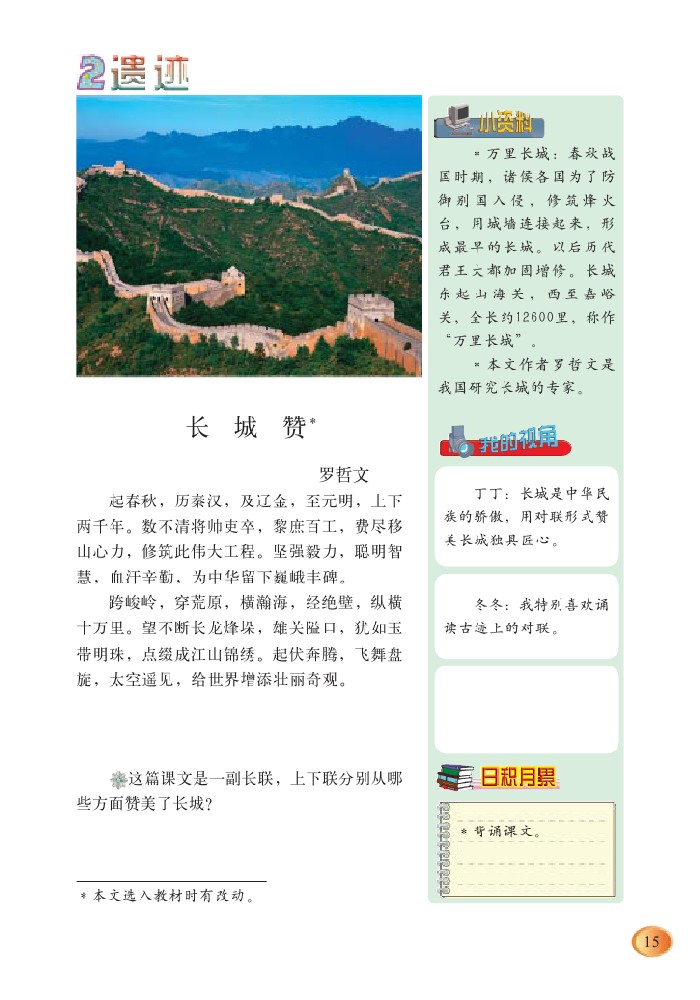 2遗迹
长 城 赞*
罗哲文
起春秋，历秦汉，及辽金，至元明，上下
两千年。数不清将帅吏卒，黎庶百工，费尽移
山心力，修筑此伟大工程。坚强毅力，聪明智
慧，血汗辛勤，为中华留下巍峨丰碑。
跨峻岭，穿荒原，横瀚海，经绝壁，纵横
十万里。望不断长龙烽垛，雄关隘口，犹如玉
带明珠，点缀成江山锦绣。起伏奔腾，飞舞盘
旋，太空遥见，给世界增添壮丽奇观。
这篇课文是一副长联，上下联分别从哪
些方面赞美了长城？
* 本文选入教材时有改动。
小资料
* 万里长城：春秋战
国时期，诸侯各国为了防
御别国入侵，修筑烽火
台，用城墙连接起来，形
成最早的长城。以后历代
君王大都加固增修。长城
东起山海关，西至嘉峪
关，全长约12600里，称作
“万里长城”。
* 本文作者罗哲文是
我国研究长城的专家。
我的视角
丁丁：长城是中华民
族的骄傲，用对联形式赞
美长城独具匠心。
冬冬：我特别喜欢诵
读古迹上的对联。
日积月累
* 背诵课文。
15